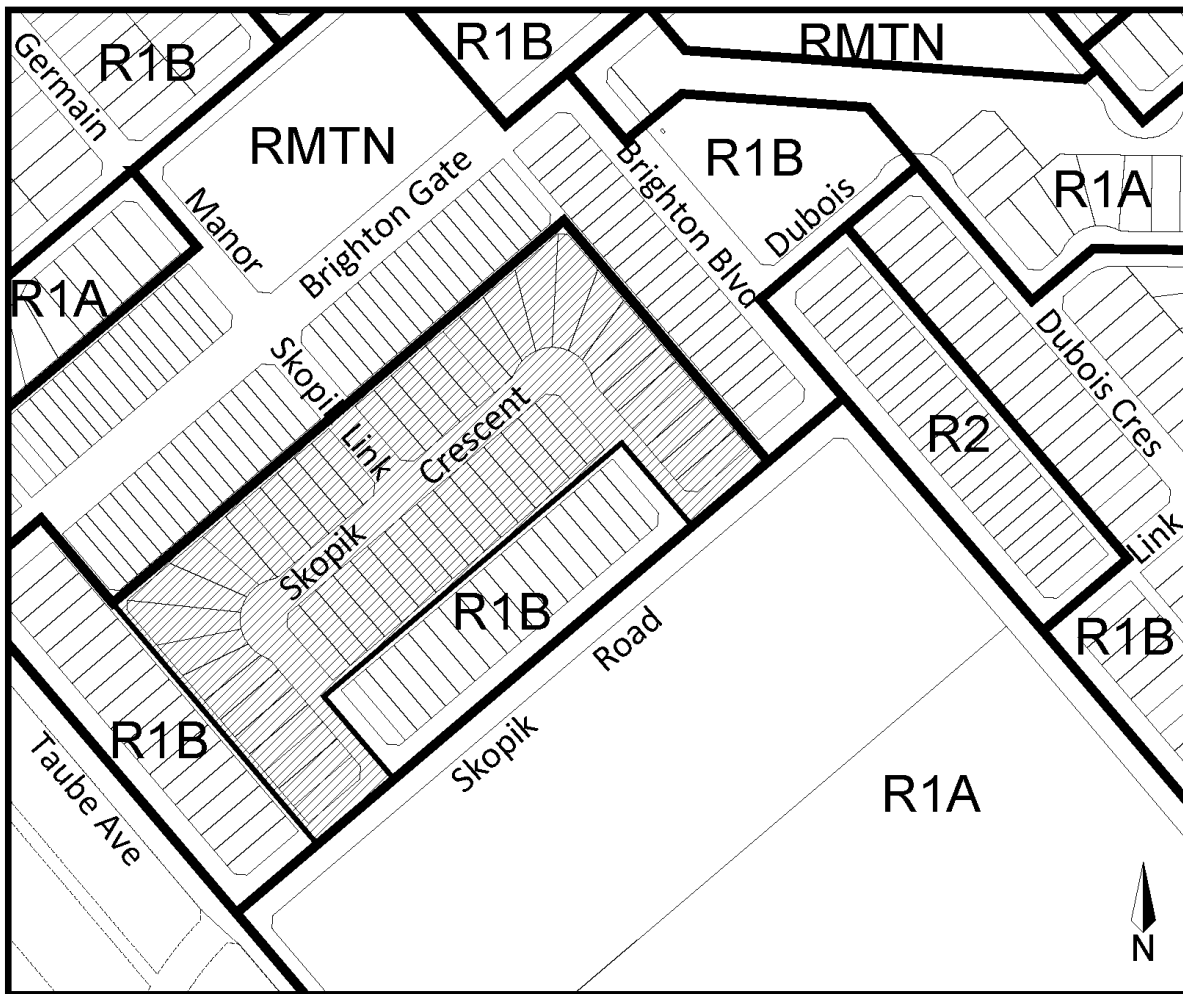 R1B
Germain
R1B
RMTN
RMTN
Brighton Gate
Manor
Brighton Blvd
R1B
Dubois
R1A
R1A
Skopik
Link
Crescent
Skopik
Dubois Cres
R2
Link
R1B
R1B
R1B
Skopik
Road
Taube Ave
R1A
N